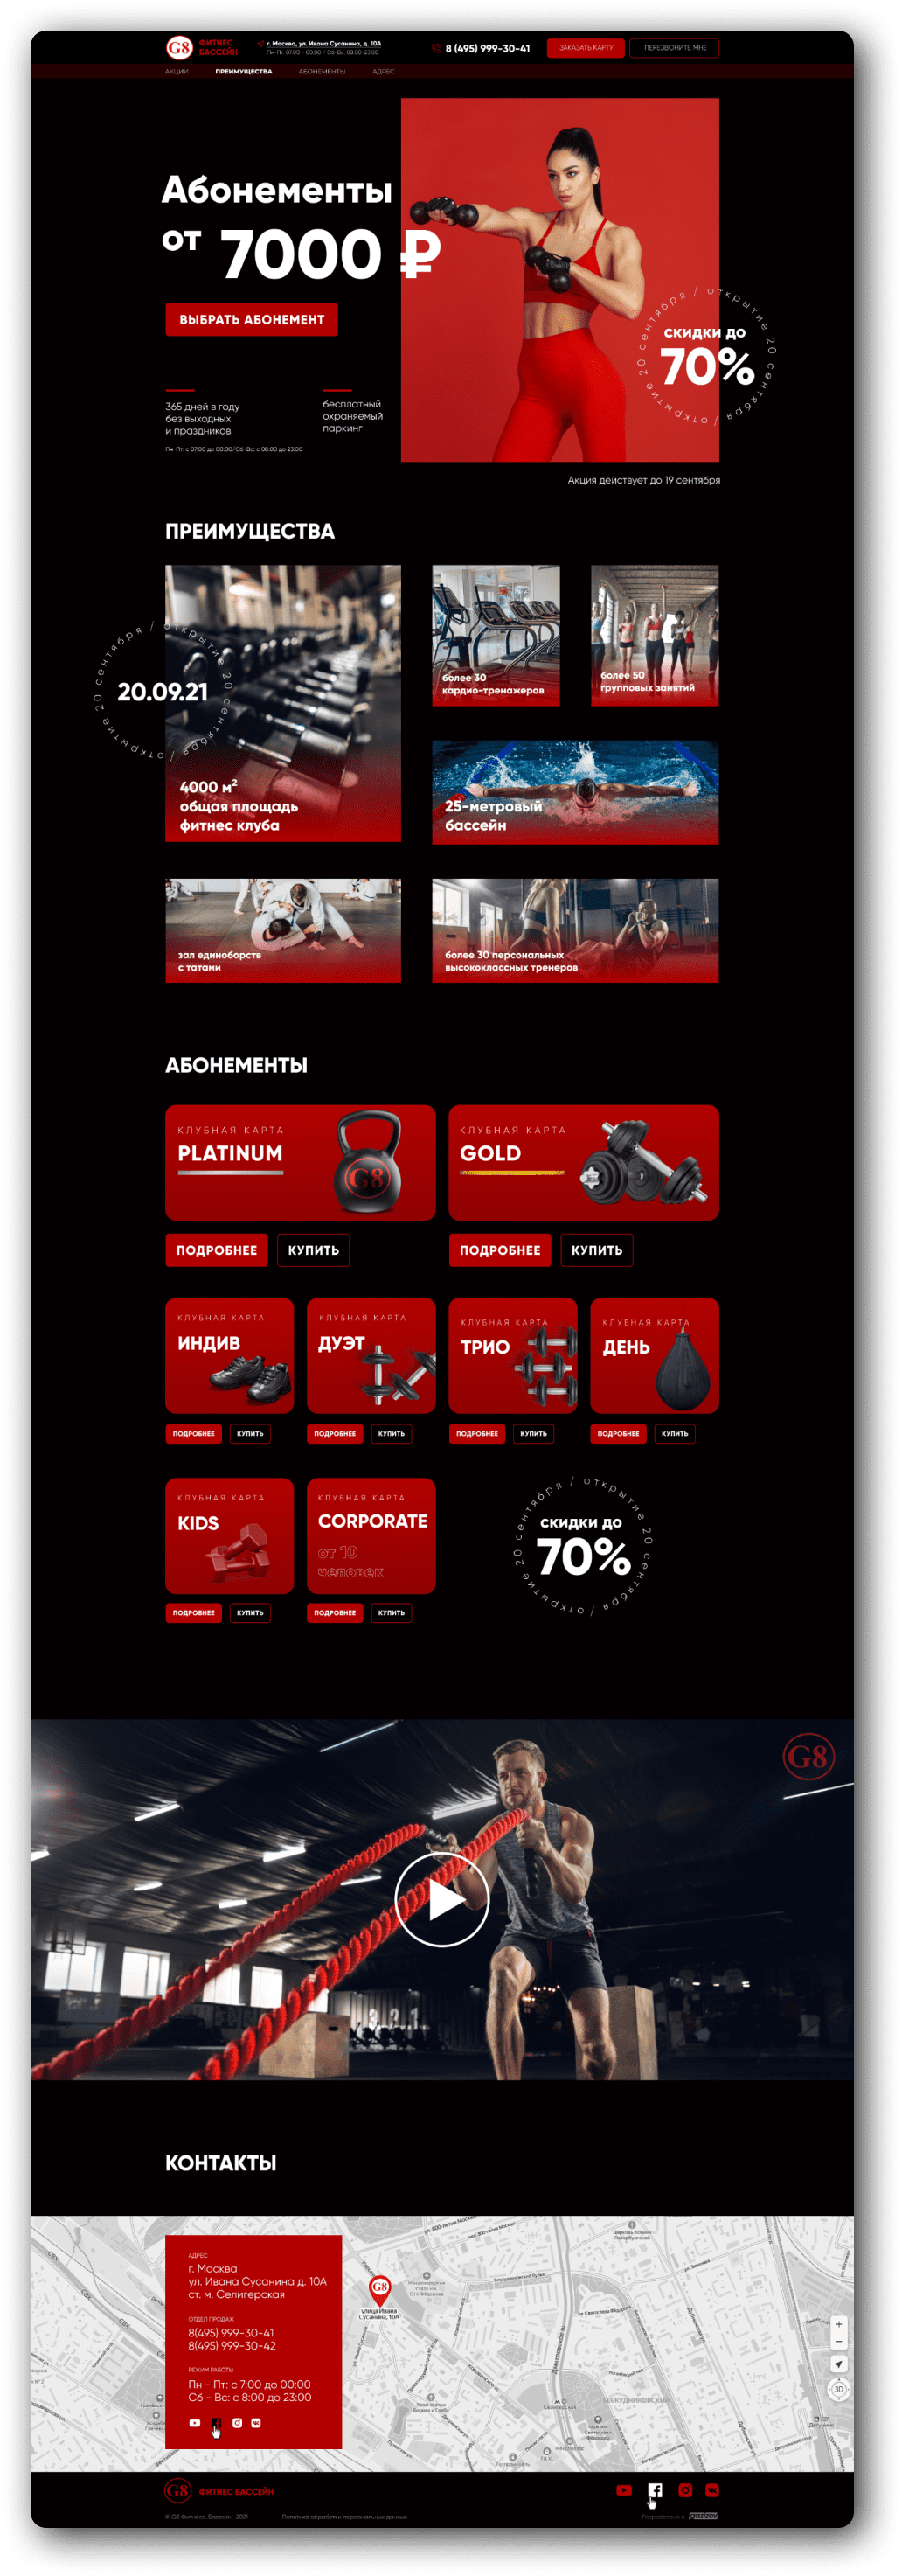 G8 ФИТНЕС
БАССЕЙН
г. Москва, ул. Ивана Сусанина, д. 10А
Пн-Пт: 07:00 - 00:00 / Сб-Вс: 08:00-23:00
8 (495) 999-30-41
ЗАКАЗАТЬ КАРТУ
ПЕРЕЗВОНИТЕ МНЕ
АКЦИИ
ПРЕИМУЩЕСТВА
АБОНЕМЕНТЫ
АДРЕС
Абонементы
от 7000 ₽
ВЫБРАТЬ АБОНЕМЕНТ
365 дней в году
без выходных
и праздников
Пн-Пт: с 07:00 до 00:00/Сб-Вс: с 08:00 до 23:00
бесплатный
охраняемый
паркинг
скидки до
70%
открытие 20 сентября / открытие 20 сентября /
Акция действует до 19 сентября
ПРЕИМУЩЕСТВА
открытие 20 сентября / открытие 20 сентября /
20.09.21
4000 м²
общая площадь
фитнес клуба
более 30
кардио-тренажеров
более 50
групповых занятий
25-метровый
бассейн
зал единоборств
с татами
более 30 персональных
высококлассных тренеров
АБОНЕМЕНТЫ
КЛУБНАЯ КАРТА
PLATINUM
G8
ПОДРОБНЕЕ
КУПИТЬ
КЛУБНАЯ КАРТА
GOLD
ПОДРОБНЕЕ
КУПИТЬ
КЛУБНАЯ КАРТА
ИНДИВ
ПОДРОБНЕЕ
КУПИТЬ
КЛУБНАЯ КАРТА
ДУЭТ
ПОДРОБНЕЕ
КУПИТЬ
КЛУБНАЯ КАРТА
ТРИО
ПОДРОБНЕЕ
КУПИТЬ
КЛУБНАЯ КАРТА
ДЕНЬ
ПОДРОБНЕЕ
КУПИТЬ
КЛУБНАЯ КАРТА
KIDS
ПОДРОБНЕЕ
КУПИТЬ
КЛУБНАЯ КАРТА
CORPORATE
от 10
человек
ПОДРОБНЕЕ
КУПИТЬ
открытие 20 сентября / открытие 20 сентября /
скидки до
70%
G8
КОНТАКТЫ
АДРЕС
г. Москва
ул. Ивана Сусанина д. 10А
ст. м. Селигерская
ОТДЕЛ ПРОДАЖ
8(495) 999-30-41
8(495) 999-30-42
РЕЖИМ РАБОТЫ
Пн - Пт: с 7:00 до 00:00
Сб - Вс: с 8:00 до 23:00
G8
улица Ивана
Сусанина, 10А
Дмитровское
Селигерская
БЕСКУДНИКОВСКИЙ
3D
G8 ФИТНЕС БАССЕЙН
© G8 Фитнесс. Бассейн. 2021
Политика обработки персональных данных
Разработано в